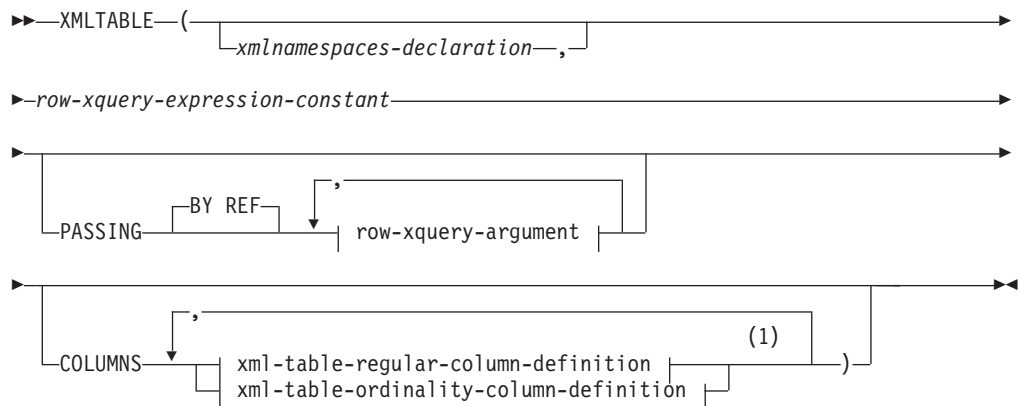 XMLTABLE ( xmlnamespaces-declaration ,
row-xquery-expression-constant
PASSING BY REF , row-xquery-argument
COLUMNS , xml-table-regular-column-definition (1) )
xml-table-ordinality-column-definition